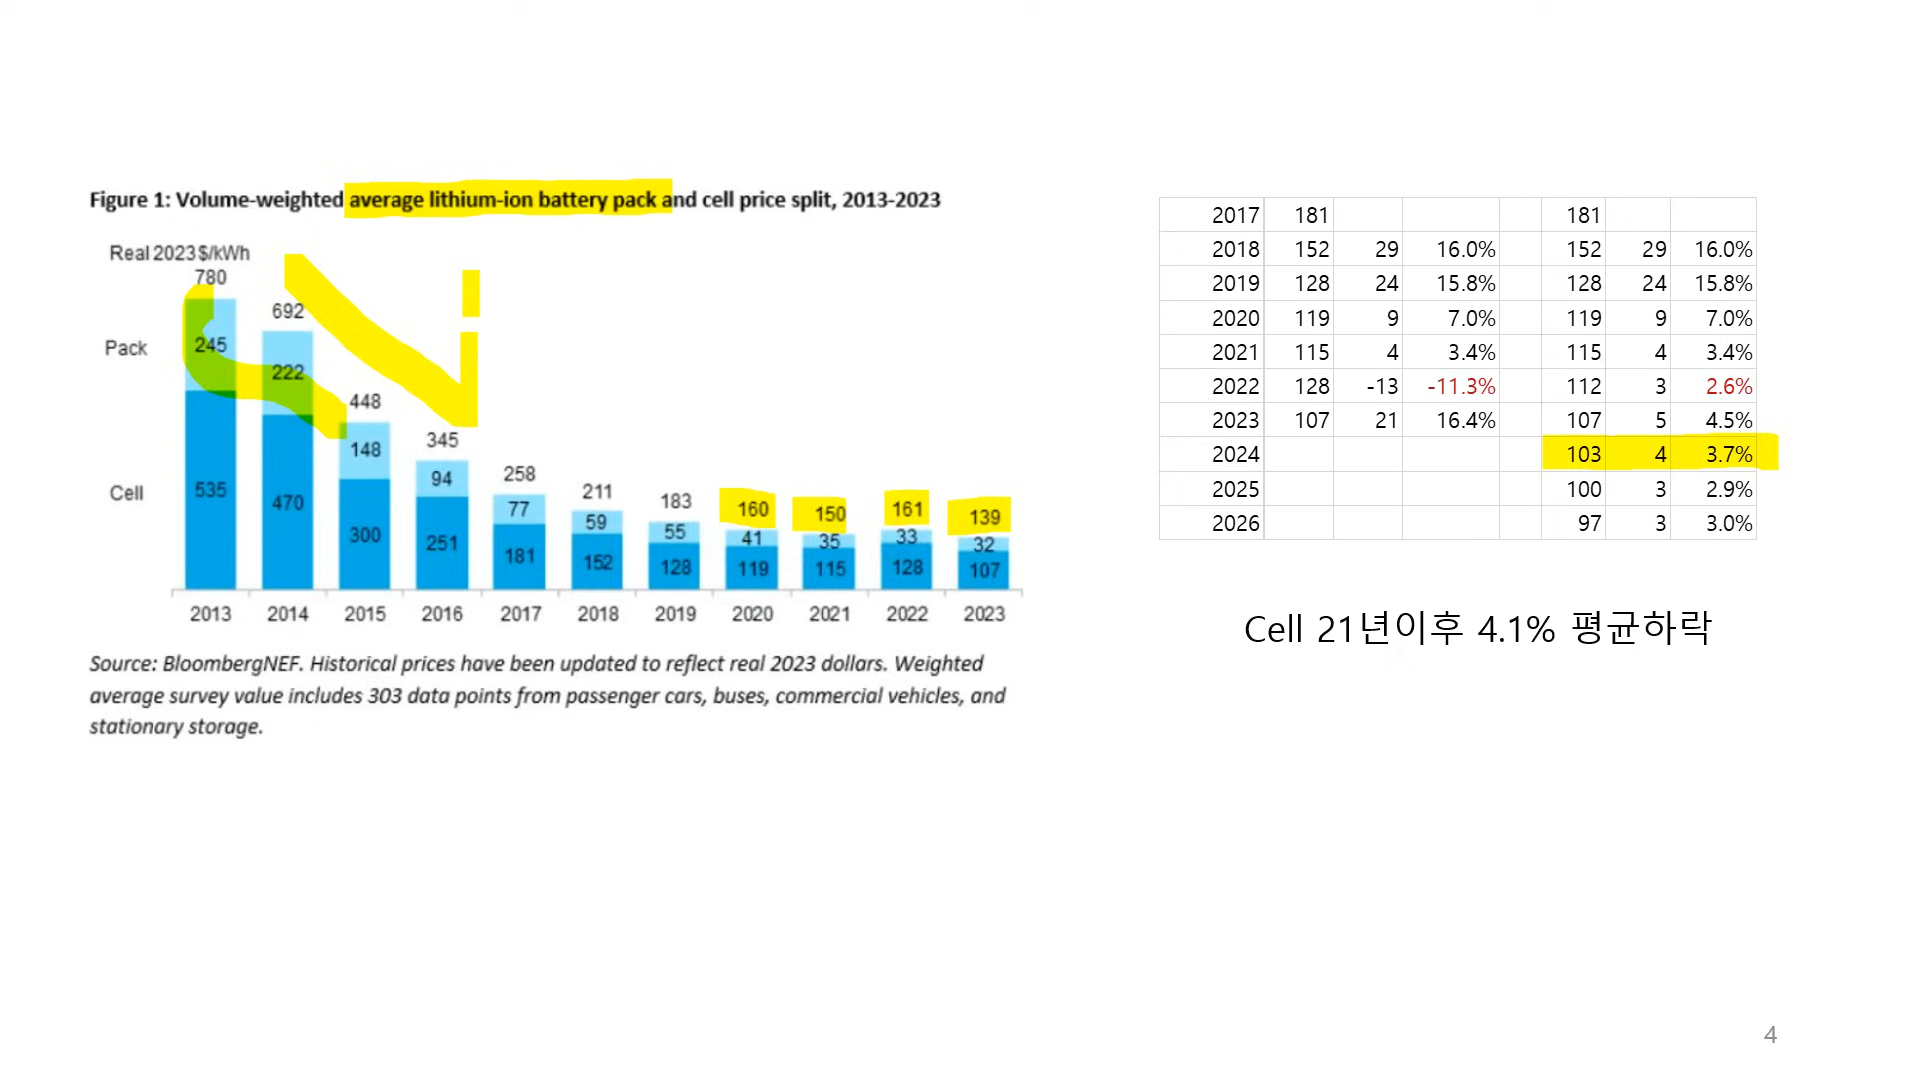 Figure 1: Volume-weighted average lithium-ion battery pack and cell price split, 2013-2023
Real 2023$/kWh
780
692
448
345
258
211
183
160
150
161
139
Pack
245
222
148
94
77
59
55
41
35
33
32
Cell
535
470
300
251
181
152
128
119
115
128
107
2013 2014 2015 2016 2017 2018 2019 2020 2021 2022 2023
Source: BloombergNEF. Historical prices have been updated to reflect real 2023 dollars. Weighted
average survey value includes 303 data points from passenger cars, buses, commercial vehicles, and
stationary storage.
2017 181 181
2018 152 29 16.0% 152 29 16.0%
2019 128 24 15.8% 128 24 15.8%
2020 119 9 7.0% 119 9 7.0%
2021 115 4 3.4% 115 4 3.4%
2022 128 -13 -11.3% 112 3 2.6%
2023 107 21 16.4% 107 5 4.5%
2024 103 4 3.7%
2025 100 3 2.9%
2026 97 3 3.0%
Cell 21년이후 4.1% 평균하락
4